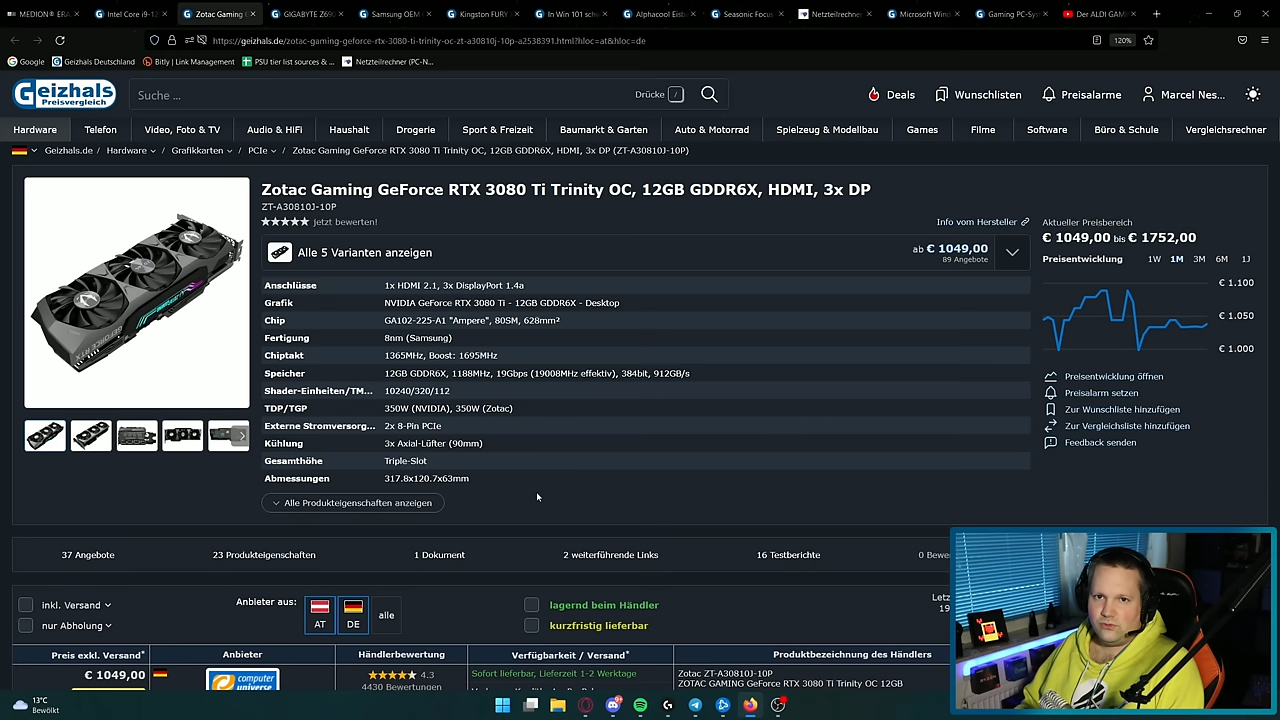 MEDION® ERA
Intel Core i9-1
Zotac Gaming
GIGABYTE Z69
Samsung OEM
Kingston FURY
In Win 101 sch
Alphacool Eisb
Seasonic Focus
Netzteilrechner
Microsoft Wind
Gaming PC-Sys
Der ALDI GAMI
https://geizhals.de/zotac-gaming-geforce-rtx-3080-ti-trinity-oc-zt-a30810j-10p-a2538391.html?hloc=at&hloc=de
120%
Google
Geizhals Deutschland
Bitly | Link Management
PSU tier list sources & ...
Netzteilrechner (PC-N...
Geizhals
Preisvergleich
Suche ...
Drücke /
Deals
Wunschlisten
Preisalarme
Marcel Nes...
Hardware
Telefon
Video, Foto & TV
Audio & HiFi
Haushalt
Drogerie
Sport & Freizeit
Baumarkt & Garten
Auto & Motorrad
Spielzeug & Modellbau
Games
Filme
Software
Büro & Schule
Vergleichsrechner
Geizhals.de / Hardware / Grafikkarten / PCIe / Zotac Gaming GeForce RTX 3080 Ti Trinity OC, 12GB GDDR6X, HDMI, 3x DP (ZT-A30810J-10P)
Zotac Gaming GeForce RTX 3080 Ti Trinity OC, 12GB GDDR6X, HDMI, 3x DP
ZT-A30810J-10P
jetzt bewerten!
Info vom Hersteller
Alle 5 Varianten anzeigen
ab € 1049,00
89 Angebote
Anschlüsse 1x HDMI 2.1, 3x DisplayPort 1.4a
Grafik NVIDIA GeForce RTX 3080 Ti - 12GB GDDR6X - Desktop
Chip GA102-225-A1 "Ampere", 80SM, 628mm²
Fertigung 8nm (Samsung)
Chiptakt 1365MHz, Boost: 1695MHz
Speicher 12GB GDDR6X, 1188MHz, 19Gbps (19008MHz effektiv), 384bit, 912GB/s
Shader-Einheiten/TM... 10240/320/112
TDP/TGP 350W (NVIDIA), 350W (Zotac)
Externe Stromversorg... 2x 8-Pin PCIe
Kühlung 3x Axial-Lüfter (90mm)
Gesamthöhe Triple-Slot
Abmessungen 317.8x120.7x63mm
Alle Produkteigenschaften anzeigen
Aktueller Preisbereich
€ 1049,00 bis € 1752,00
Preisentwicklung 1W 1M 3M 6M 1J
€ 1.100
€ 1.050
€ 1.000
Preisentwicklung öffnen
Preisalarm setzen
Zur Wunschliste hinzufügen
Zur Vergleichsliste hinzufügen
Feedback senden
37 Angebote
23 Produkteigenschaften
1 Dokument
2 weiterführende Links
16 Testberichte
0 Bewe
inkl. Versand
nur Abholung
Anbieter aus:
AT
DE
alle
lagernd beim Händler
kurzfristig lieferbar
Letz
19
Preis exkl. Versand*
Anbieter
Händlerbewertung
Verfügbarkeit / Versand*
Produktbezeichnung des Händlers
€ 1049,00
computer
universe
4.3
4430 Bewertungen
Sofort lieferbar, Lieferzeit 1-2 Werktage
Zotac ZT-A30810J-10P
ZOTAC GAMING GeForce RTX 3080 Ti Trinity OC 12GB
13°C
Bewölkt